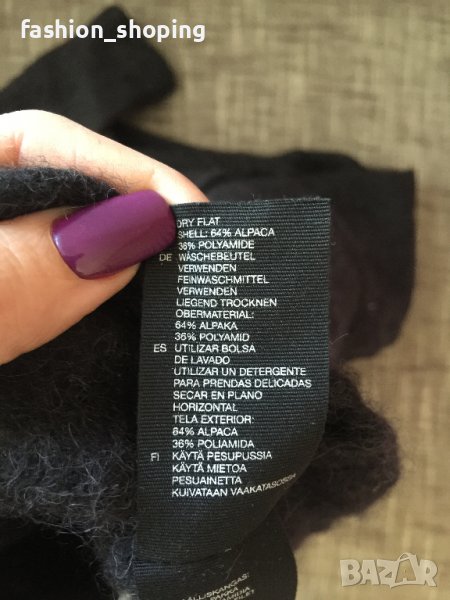 fashion_shoping
DRY FLAT
SHELL: 64% ALPACA
36% POLYAMIDE
DE WÄSCHEBEUTEL
VERWENDEN
FEINWASCHMITTEL
VERWENDEN
LIEGEND TROCKNEN
OBERMATERIAL:
64% ALPAKA
36% POLYAMID
ES UTILIZAR BOLSA
DE LAVADO
UTILIZAR UN DETERGENTE
PARA PRENDAS DELICADAS
SECAR EN PLANO
HORIZONTAL
TELA EXTERIOR:
64% ALPACA
36% POLIAMIDA
FI KÄYTÄ PESUPUSSIA
KÄYTÄ MIETOA
PESUAINETTA
KUIVATAAN VAAKATASOSSA
BAZAR